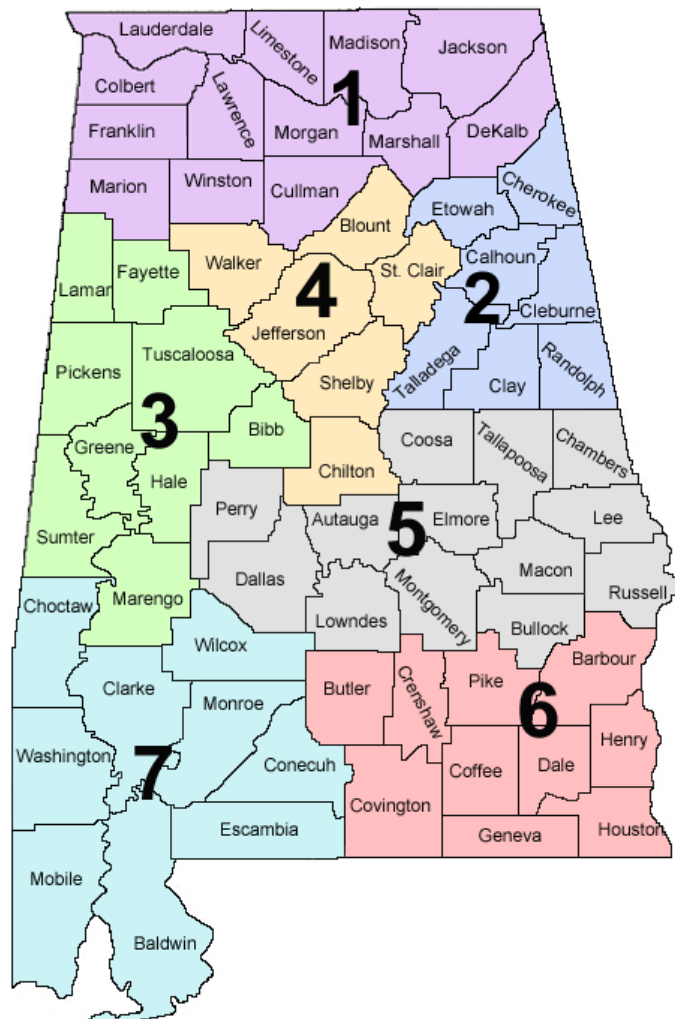 Lauderdale
Limestone
Madison
Jackson
Colbert
Lawrence
1
Franklin
Morgan
Marshall
DeKalb
Marion
Winston
Cullman
Cherokee
Etowah
Blount
Lamar
Fayette
Walker
St. Clair
Calhoun
4
2
Cleburne
Jefferson
Tuscaloosa
Pickens
Shelby
Talladega
Clay
Randolph
3
Greene
Bibb
Coosa
Tallapoosa
Chambers
Hale
Chilton
Perry
Autauga
5
Elmore
Lee
Sumter
Dallas
Macon
Russell
Choctaw
Marengo
Lowndes
Montgomery
Bullock
Wilcox
Clarke
Monroe
Butler
Crenshaw
Pike
Barbour
6
Washington
7
Conecuh
Coffee
Dale
Henry
Covington
Escambia
Geneva
Houston
Mobile
Baldwin